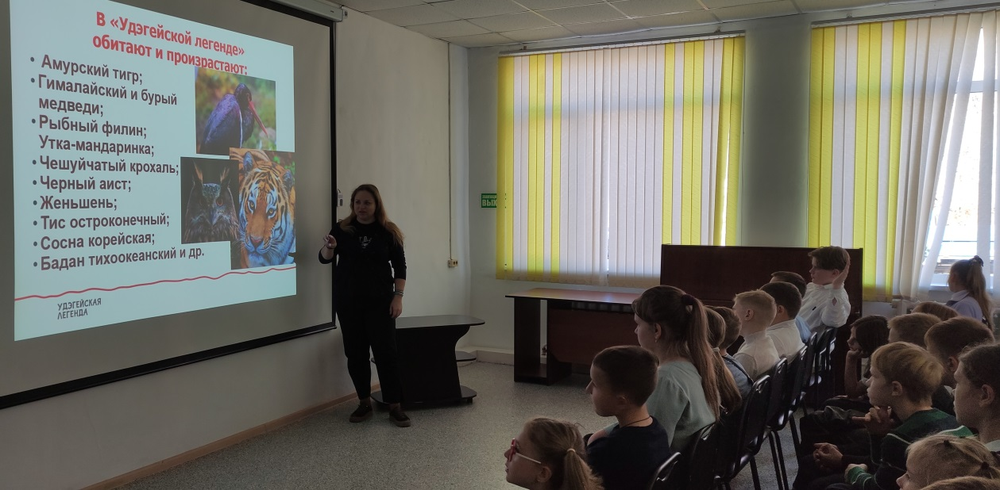 В «Удэгейской легенде»
обитают и произрастают:
• Амурский тигр;
• Гималайский и бурый
медведи;
• Рыбный филин;
Утка-мандаринка;
• Чешуйчатый крохаль;
• Черный аист;
• Женьшень;
• Тис остроконечный;
• Сосна корейская;
• Бадан тихоокеанский и др.
УДЭГЕЙСКАЯ
ЛЕГЕНДА